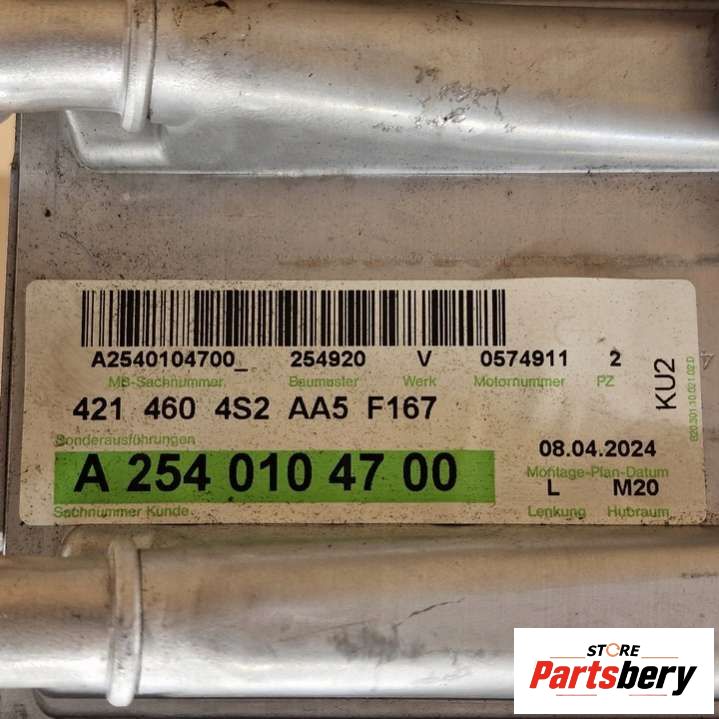 A2540104700_ 254920 V 0574911 2
MB-Sachnummer Baumuster Werk Motornummer PZ
421 460 4S2 AA5 F167
Sonderausführungen
A 254 010 47 00
Sachnummer Kunde
08.04.2024
Montage-Plan-Datum
L M20
Lenkung Hubraum
KU2
STORE
Partsbery